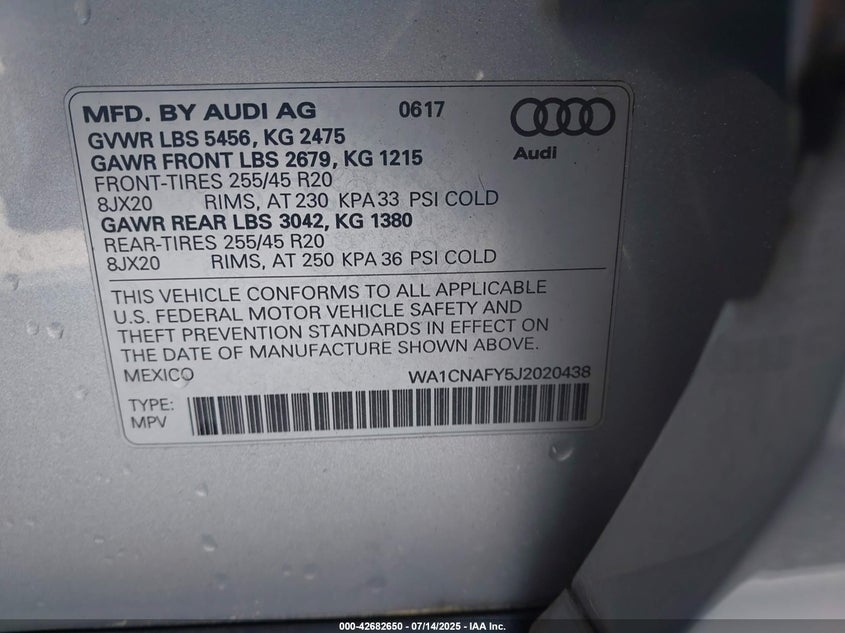 MFD. BY AUDI AG 0617
GVWR LBS 5456, KG 2475
GAWR FRONT LBS 2679, KG 1215
FRONT-TIRES 255/45 R20
8JX20 RIMS, AT 230 KPA 33 PSI COLD
GAWR REAR LBS 3042, KG 1380
REAR-TIRES 255/45 R20
8JX20 RIMS, AT 250 KPA 36 PSI COLD
Audi
THIS VEHICLE CONFORMS TO ALL APPLICABLE
U.S. FEDERAL MOTOR VEHICLE SAFETY AND
THEFT PREVENTION STANDARDS IN EFFECT ON
THE DATE OF MANUFACTURE SHOWN ABOVE.
MEXICO WA1CNAFY5J2020438
TYPE:
MPV
000-42682650 - 07/14/2025 - IAA Inc.